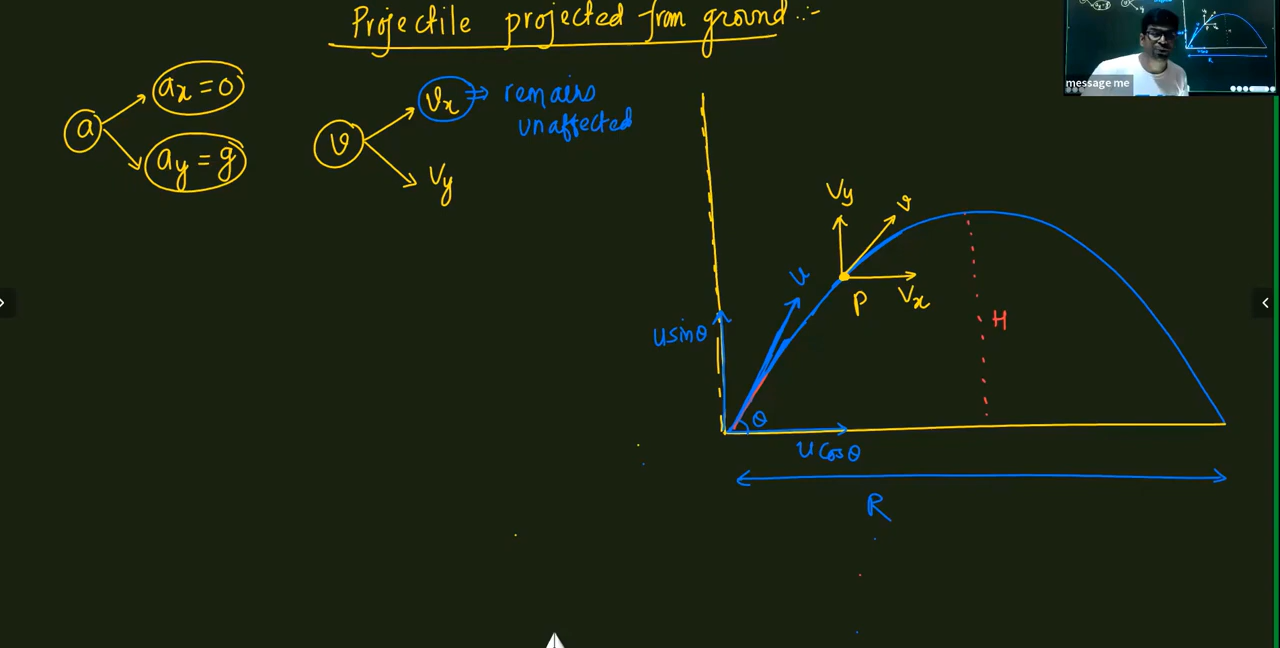 Projectile projected from ground :-
a
ax = 0
ay = g
v
vx ⇒ remains
unaffected
vy
Vy
v
P
Vx
u
usinθ
θ
ucosθ
H
R
message me